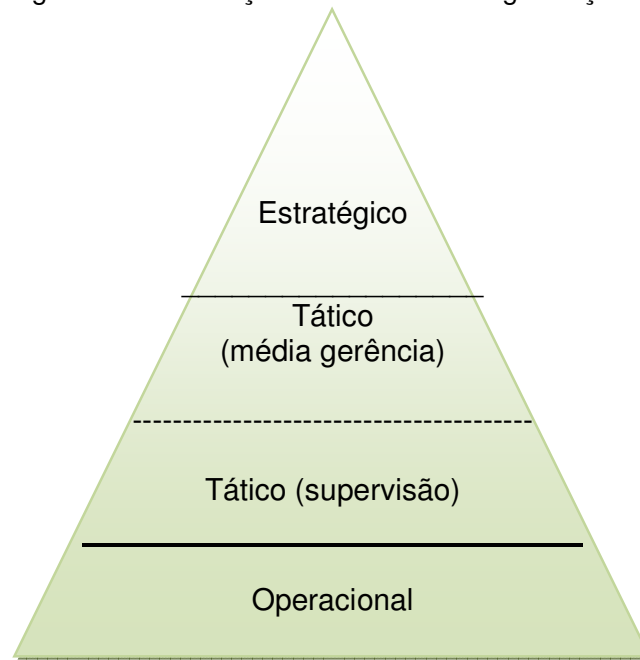 Estratégico
Tático
(média gerência)
Tático (supervisão)
Operacional